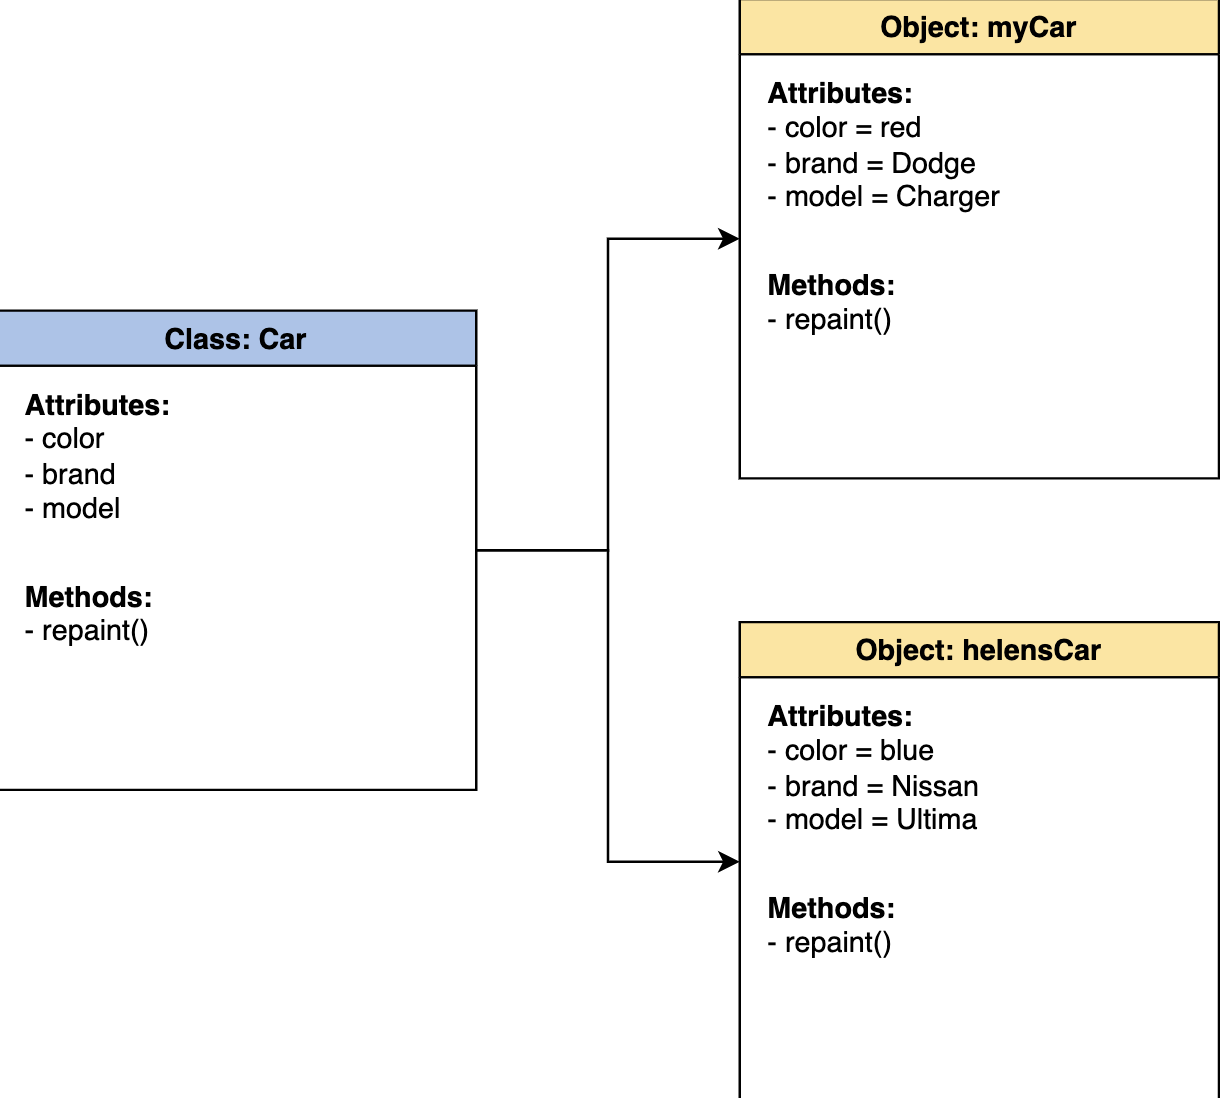 Class: Car
Attributes:
- color
- brand
- model
Methods:
- repaint()
Object: myCar
Attributes:
- color = red
- brand = Dodge
- model = Charger
Methods:
- repaint()
Object: helensCar
Attributes:
- color = blue
- brand = Nissan
- model = Ultima
Methods:
- repaint()